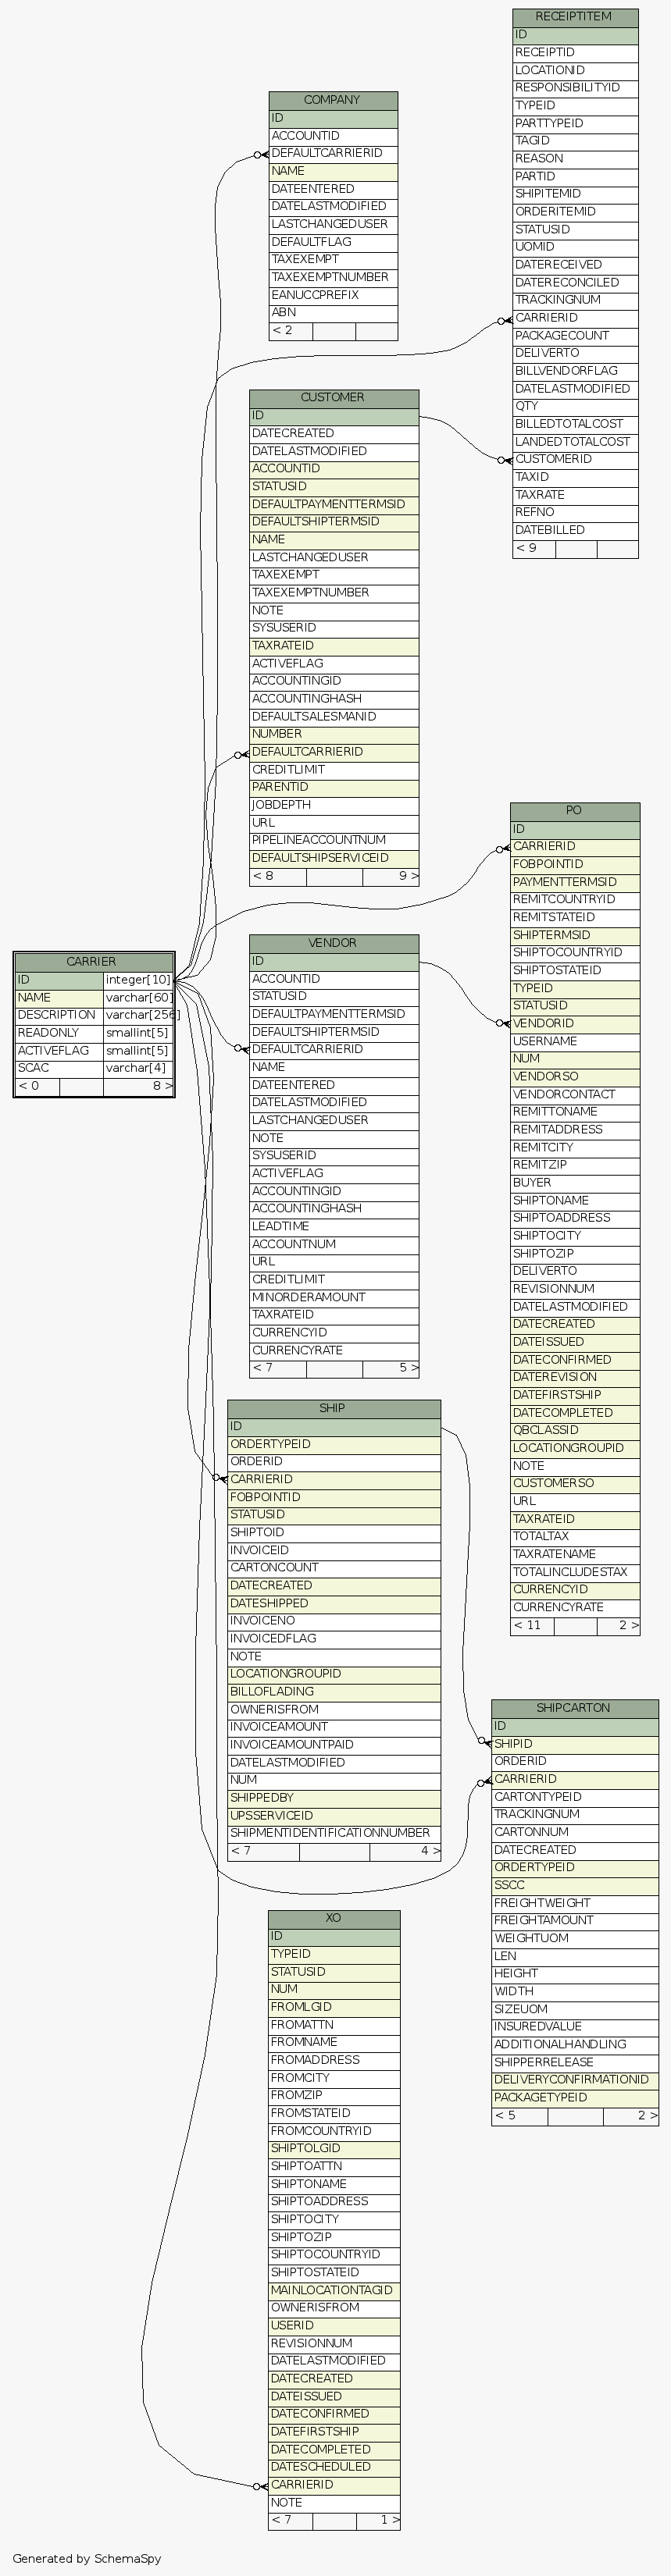 RECEIPTITEM
ID
RECEIPTID
LOCATIONID
RESPONSIBILITYID
TYPEID
PARTTYPEID
TAGID
REASON
PARTID
SHIPITEMID
ORDERITEMID
STATUSID
UOMID
DATERECEIVED
DATERECONCILED
TRACKINGNUM
CARRIERID
PACKAGECOUNT
DELIVERTO
BILLVENDORFLAG
DATELASTMODIFIED
QTY
BILLEDTOTALCOST
LANDEDTOTALCOST
CUSTOMERID
TAXID
TAXRATE
REFNO
DATEBILLED
< 9
COMPANY
ID
ACCOUNTID
DEFAULTCARRIERID
NAME
DATEENTERED
DATELASTMODIFIED
LASTCHANGEDUSER
DEFAULTFLAG
TAXEXEMPT
TAXEXEMPTNUMBER
EANUCCPREFIX
ABN
< 2
CUSTOMER
ID
DATECREATED
DATELASTMODIFIED
ACCOUNTID
STATUSID
DEFAULTPAYMENTTERMSID
DEFAULTSHIPTERMSID
NAME
LASTCHANGEDUSER
TAXEXEMPT
TAXEXEMPTNUMBER
NOTE
SYSUSERID
TAXRATEID
ACTIVEFLAG
ACCOUNTINGID
ACCOUNTINGHASH
DEFAULTSALESMANID
NUMBER
DEFAULTCARRIERID
CREDITLIMIT
PARENTID
JOBDEPTH
URL
PIPELINEACCOUNTNUM
DEFAULTSHIPSERVICEID
< 8 9 >
PO
ID
CARRIERID
FOBPOINTID
PAYMENTTERMSID
REMITCOUNTRYID
REMITSTATEID
SHIPTERMSID
SHIPTOCOUNTRYID
SHIPTOSTATEID
TYPEID
STATUSID
VENDORID
USERNAME
NUM
VENDORSO
VENDORCONTACT
REMITTONAME
REMITADDRESS
REMITCITY
REMITZIP
BUYER
SHIPTONAME
SHIPTOADDRESS
SHIPTOCITY
SHIPTOZIP
DELIVERTO
REVISIONNUM
DATELASTMODIFIED
DATECREATED
DATEISSUED
DATECONFIRMED
DATEREVISION
DATEFIRSTSHIP
DATECOMPLETED
QBCLASSID
LOCATIONGROUPID
NOTE
CUSTOMERSO
URL
TAXRATEID
TOTALTAX
TAXRATENAME
TOTALINCLUDESTAX
CURRENCYID
CURRENCYRATE
< 11 2 >
CARRIER
ID integer[10]
NAME varchar[60]
DESCRIPTION varchar[256]
READONLY smallint[5]
ACTIVEFLAG smallint[5]
SCAC varchar[4]
< 0 8 >
VENDOR
ID
ACCOUNTID
STATUSID
DEFAULTPAYMENTTERMSID
DEFAULTSHIPTERMSID
DEFAULTCARRIERID
NAME
DATEENTERED
DATELASTMODIFIED
LASTCHANGEDUSER
NOTE
SYSUSERID
ACTIVEFLAG
ACCOUNTINGID
ACCOUNTINGHASH
LEADTIME
ACCOUNTNUM
URL
CREDITLIMIT
MINORDERAMOUNT
TAXRATEID
CURRENCYID
CURRENCYRATE
< 7 5 >
SHIP
ID
ORDERTYPEID
ORDERID
CARRIERID
FOBPOINTID
STATUSID
SHIPTOID
INVOICEID
CARTONCOUNT
DATECREATED
DATESHIPPED
INVOICENO
INVOICEDFLAG
NOTE
LOCATIONGROUPID
BILLOFLADING
OWNERISFROM
INVOICEAMOUNT
INVOICEAMOUNTPAID
DATELASTMODIFIED
NUM
SHIPPEDBY
UPSSERVICEID
SHIPMENTIDENTIFICATIONNUMBER
< 7 4 >
SHIPCARTON
ID
SHIPID
ORDERID
CARRIERID
CARTONTYPEID
TRACKINGNUM
CARTONNUM
DATECREATED
ORDERTYPEID
SSCC
FREIGHTWEIGHT
FREIGHTAMOUNT
WEIGHTUOM
LEN
HEIGHT
WIDTH
SIZEUOM
INSUREDVALUE
ADDITIONALHANDLING
SHIPPERRELEASE
DELIVERYCONFIRMATIONID
PACKAGETYPEID
< 5 2 >
XO
ID
TYPEID
STATUSID
NUM
FROMLGID
FROMATTN
FROMNAME
FROMADDRESS
FROMCITY
FROMZIP
FROMSTATEID
FROMCOUNTRYID
SHIPTOLGID
SHIPTOATTN
SHIPTONAME
SHIPTOADDRESS
SHIPTOCITY
SHIPTOZIP
SHIPTOCOUNTRYID
SHIPTOSTATEID
MAINLOCATIONTAGID
OWNERISFROM
USERID
REVISIONNUM
DATELASTMODIFIED
DATECREATED
DATEISSUED
DATECONFIRMED
DATEFIRSTSHIP
DATECOMPLETED
DATESCHEDULED
CARRIERID
NOTE
< 7 1 >
Generated by SchemaSpy